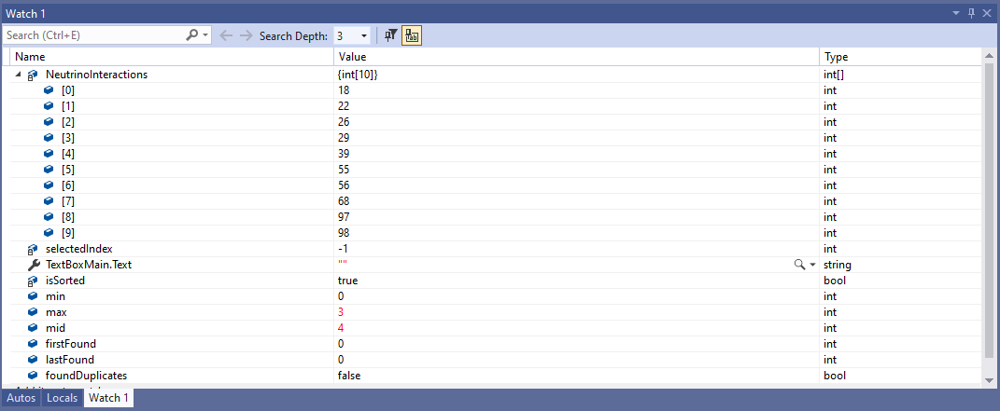 Watch 1
Search (Ctrl+E) Search Depth: 3
Name Value Type
NeutrinoInteractions {int[10]} int[]
[0] 18 int
[1] 22 int
[2] 26 int
[3] 29 int
[4] 39 int
[5] 55 int
[6] 56 int
[7] 68 int
[8] 97 int
[9] 98 int
selectedIndex -1 int
TextBoxMain.Text "" string
isSorted true bool
min 0 int
max 3 int
mid 4 int
firstFound 0 int
lastFound 0 int
foundDuplicates false bool
Autos Locals Watch 1